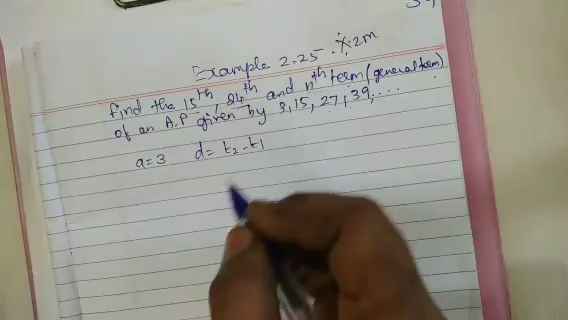 Example 2.25. 2m
Find the 15th, 24th and nth term (general term)
of an A.P given by 3, 15, 27, 39, ....
a=3 d= t2-t1